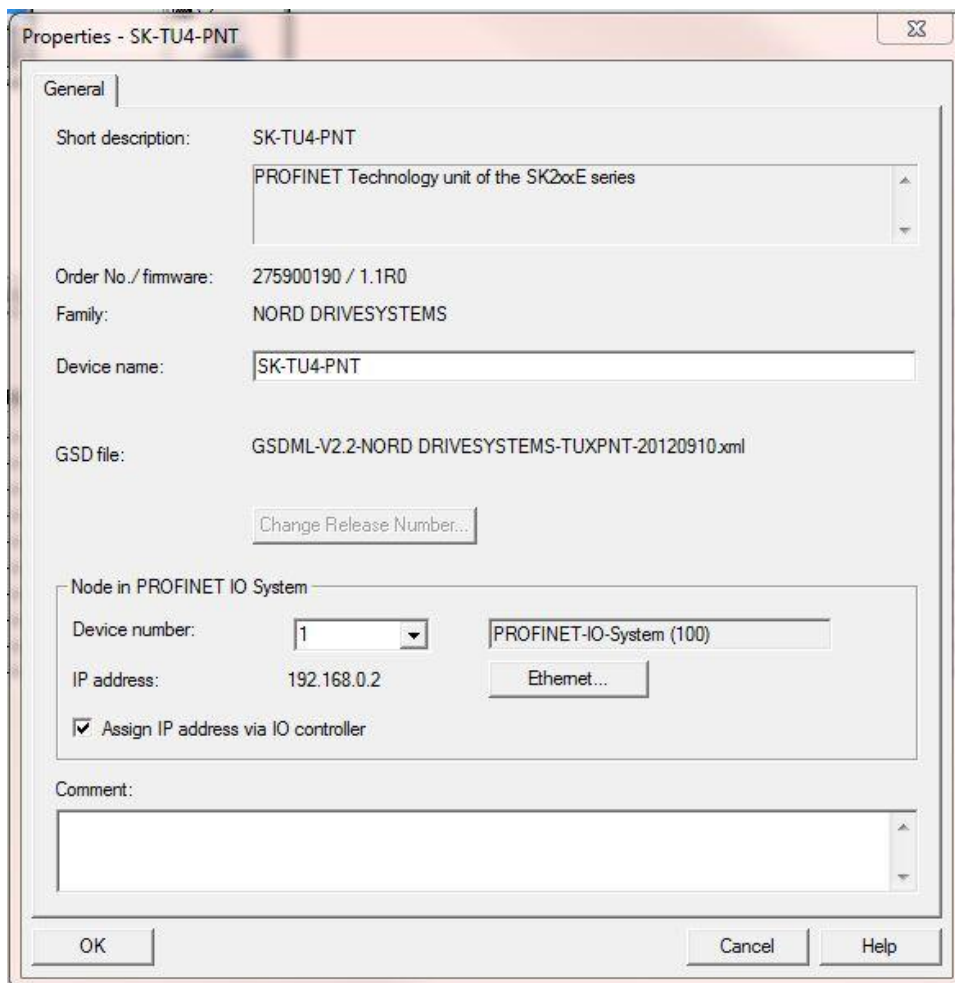 Properties - SK-TU4-PNT
General
Short description: SK-TU4-PNT
PROFINET Technology unit of the SK2xxE series
Order No./ firmware: 275900190 / 1.1R0
Family: NORD DRIVESYSTEMS
Device name: SK-TU4-PNT
GSD file: GSDML-V2.2-NORD DRIVESYSTEMS-TUXPNT-20120910.xml
Change Release Number...
Node in PROFINET IO System
Device number: 1 PROFINET-IO-System (100)
IP address: 192.168.0.2 Ethernet...
Assign IP address via IO controller
Comment:
OK Cancel Help